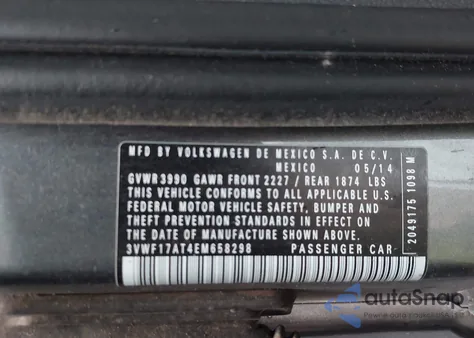 MFD BY VOLKSWAGEN DE MEXICO S.A. DE C.V.
MEXICO 05/14
GVWR 3990 GAWR FRONT 2227 / REAR 1874 LBS
THIS VEHICLE CONFORMS TO ALL APPLICABLE U.S.
FEDERAL MOTOR VEHICLE SAFETY, BUMPER AND
THEFT PREVENTION STANDARDS IN EFFECT ON
THE DATE OF MANUFACTURE SHOWN ABOVE
3VWF17AT4EM658298 PASSENGER CAR
2049175 1098 M
autoSnap